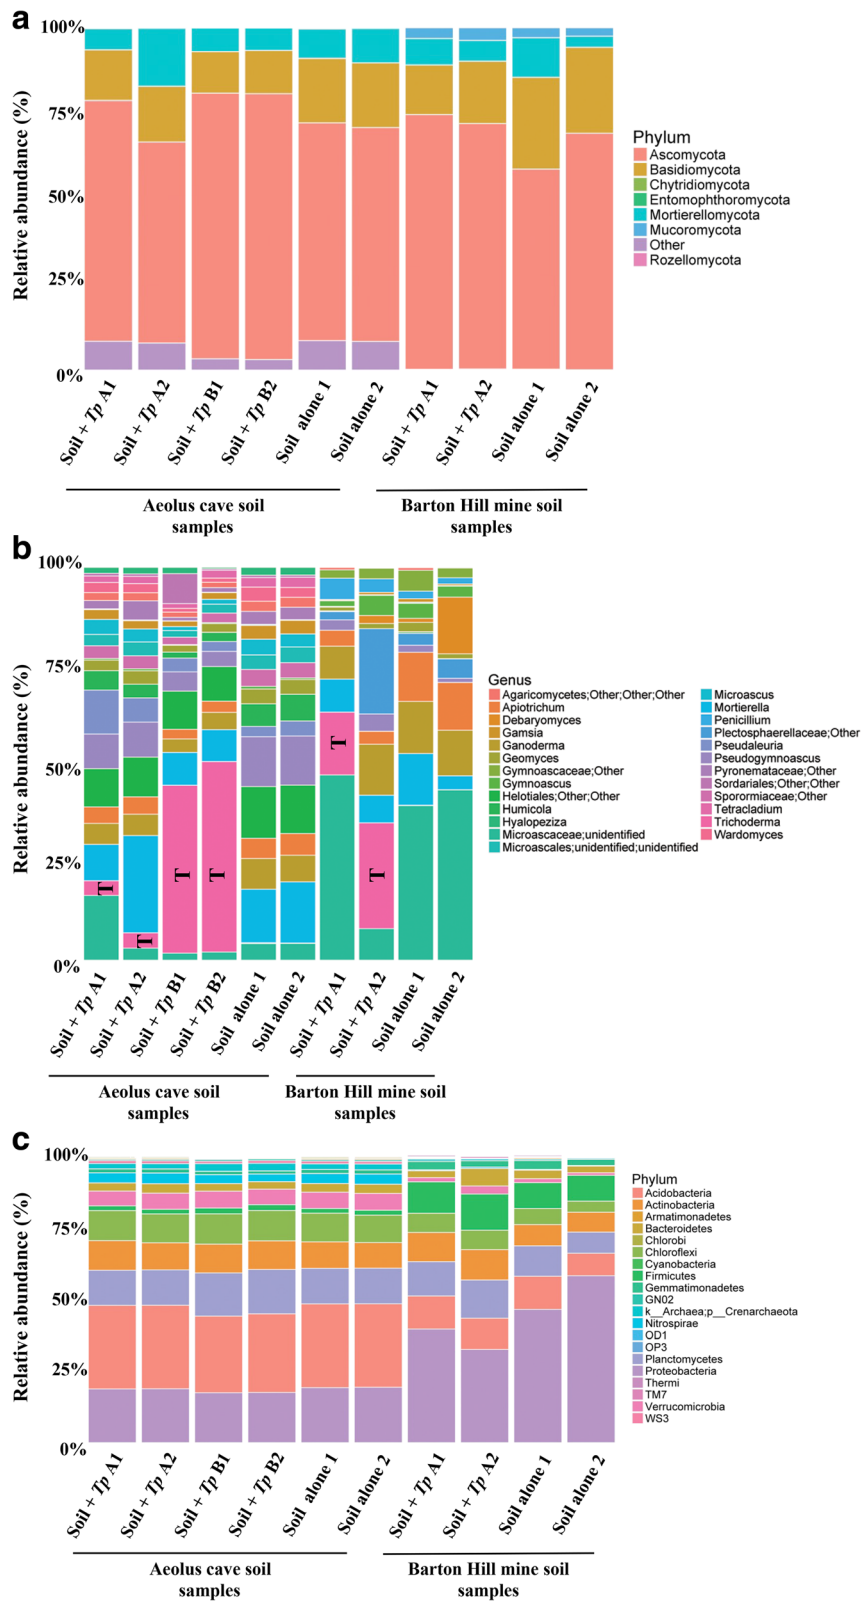 a
Relative abundance (%)
100%
75%
50%
25%
0%
Soil + Tp A1
Soil + Tp A2
Soil + Tp B1
Soil + Tp B2
Soil alone 1
Soil alone 2
Soil + Tp A1
Soil + Tp A2
Soil alone 1
Soil alone 2
Aeolus cave soil
samples
Barton Hill mine soil
samples
Phylum
Ascomycota
Basidiomycota
Chytridiomycota
Entomophthoromycota
Mortierellomycota
Mucoromycota
Other
Rozellomycota
b
Relative abundance (%)
100%
75%
50%
25%
0%
T
T
T
T
T
T
Soil + Tp A1
Soil + Tp A2
Soil + Tp B1
Soil + Tp B2
Soil alone 1
Soil alone 2
Soil + Tp A1
Soil + Tp A2
Soil alone 1
Soil alone 2
Aeolus cave soil
samples
Barton Hill mine soil
samples
Genus
Agaricomycetes;Other;Other;Other
Apiotrichum
Debaryomyces
Gamsia
Ganoderma
Geomyces
Gymnoascaceae;Other
Gymnoascus
Helotiales;Other;Other
Humicola
Hyalopeziza
Microascaceae;unidentified
Microascales;unidentified;unidentified
Microascus
Mortierella
Penicillium
Plectosphaerellaceae;Other
Pseudaleuria
Pseudogymnoascus
Pyronemataceae;Other
Sordariales;Other;Other
Sporormiaceae;Other
Tetracladium
Trichoderma
Wardomyces
c
Relative abundance (%)
100%
75%
50%
25%
0%
Soil + Tp A1
Soil + Tp A2
Soil + Tp B1
Soil + Tp B2
Soil alone 1
Soil alone 2
Soil + Tp A1
Soil + Tp A2
Soil alone 1
Soil alone 2
Aeolus cave soil
samples
Barton Hill mine soil
samples
Phylum
Acidobacteria
Actinobacteria
Armatimonadetes
Bacteroidetes
Chlorobi
Chloroflexi
Cyanobacteria
Firmicutes
Gemmatimonadetes
GN02
k__Archaea;p__Crenarchaeota
Nitrospirae
OD1
OP3
Planctomycetes
Proteobacteria
Thermi
TM7
Verrucomicrobia
WS3